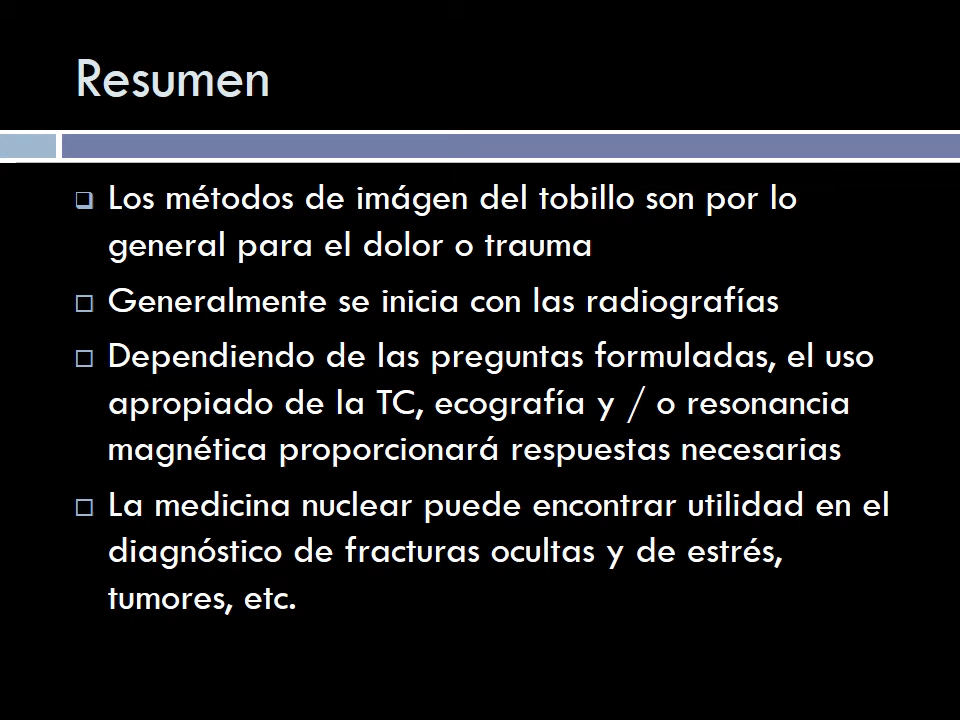 Resumen
Los métodos de imágen del tobillo son por lo
general para el dolor o trauma
Generalmente se inicia con las radiografías
Dependiendo de las preguntas formuladas, el uso
apropiado de la TC, ecografía y / o resonancia
magnética proporcionará respuestas necesarias
La medicina nuclear puede encontrar utilidad en el
diagnóstico de fracturas ocultas y de estrés,
tumores, etc.